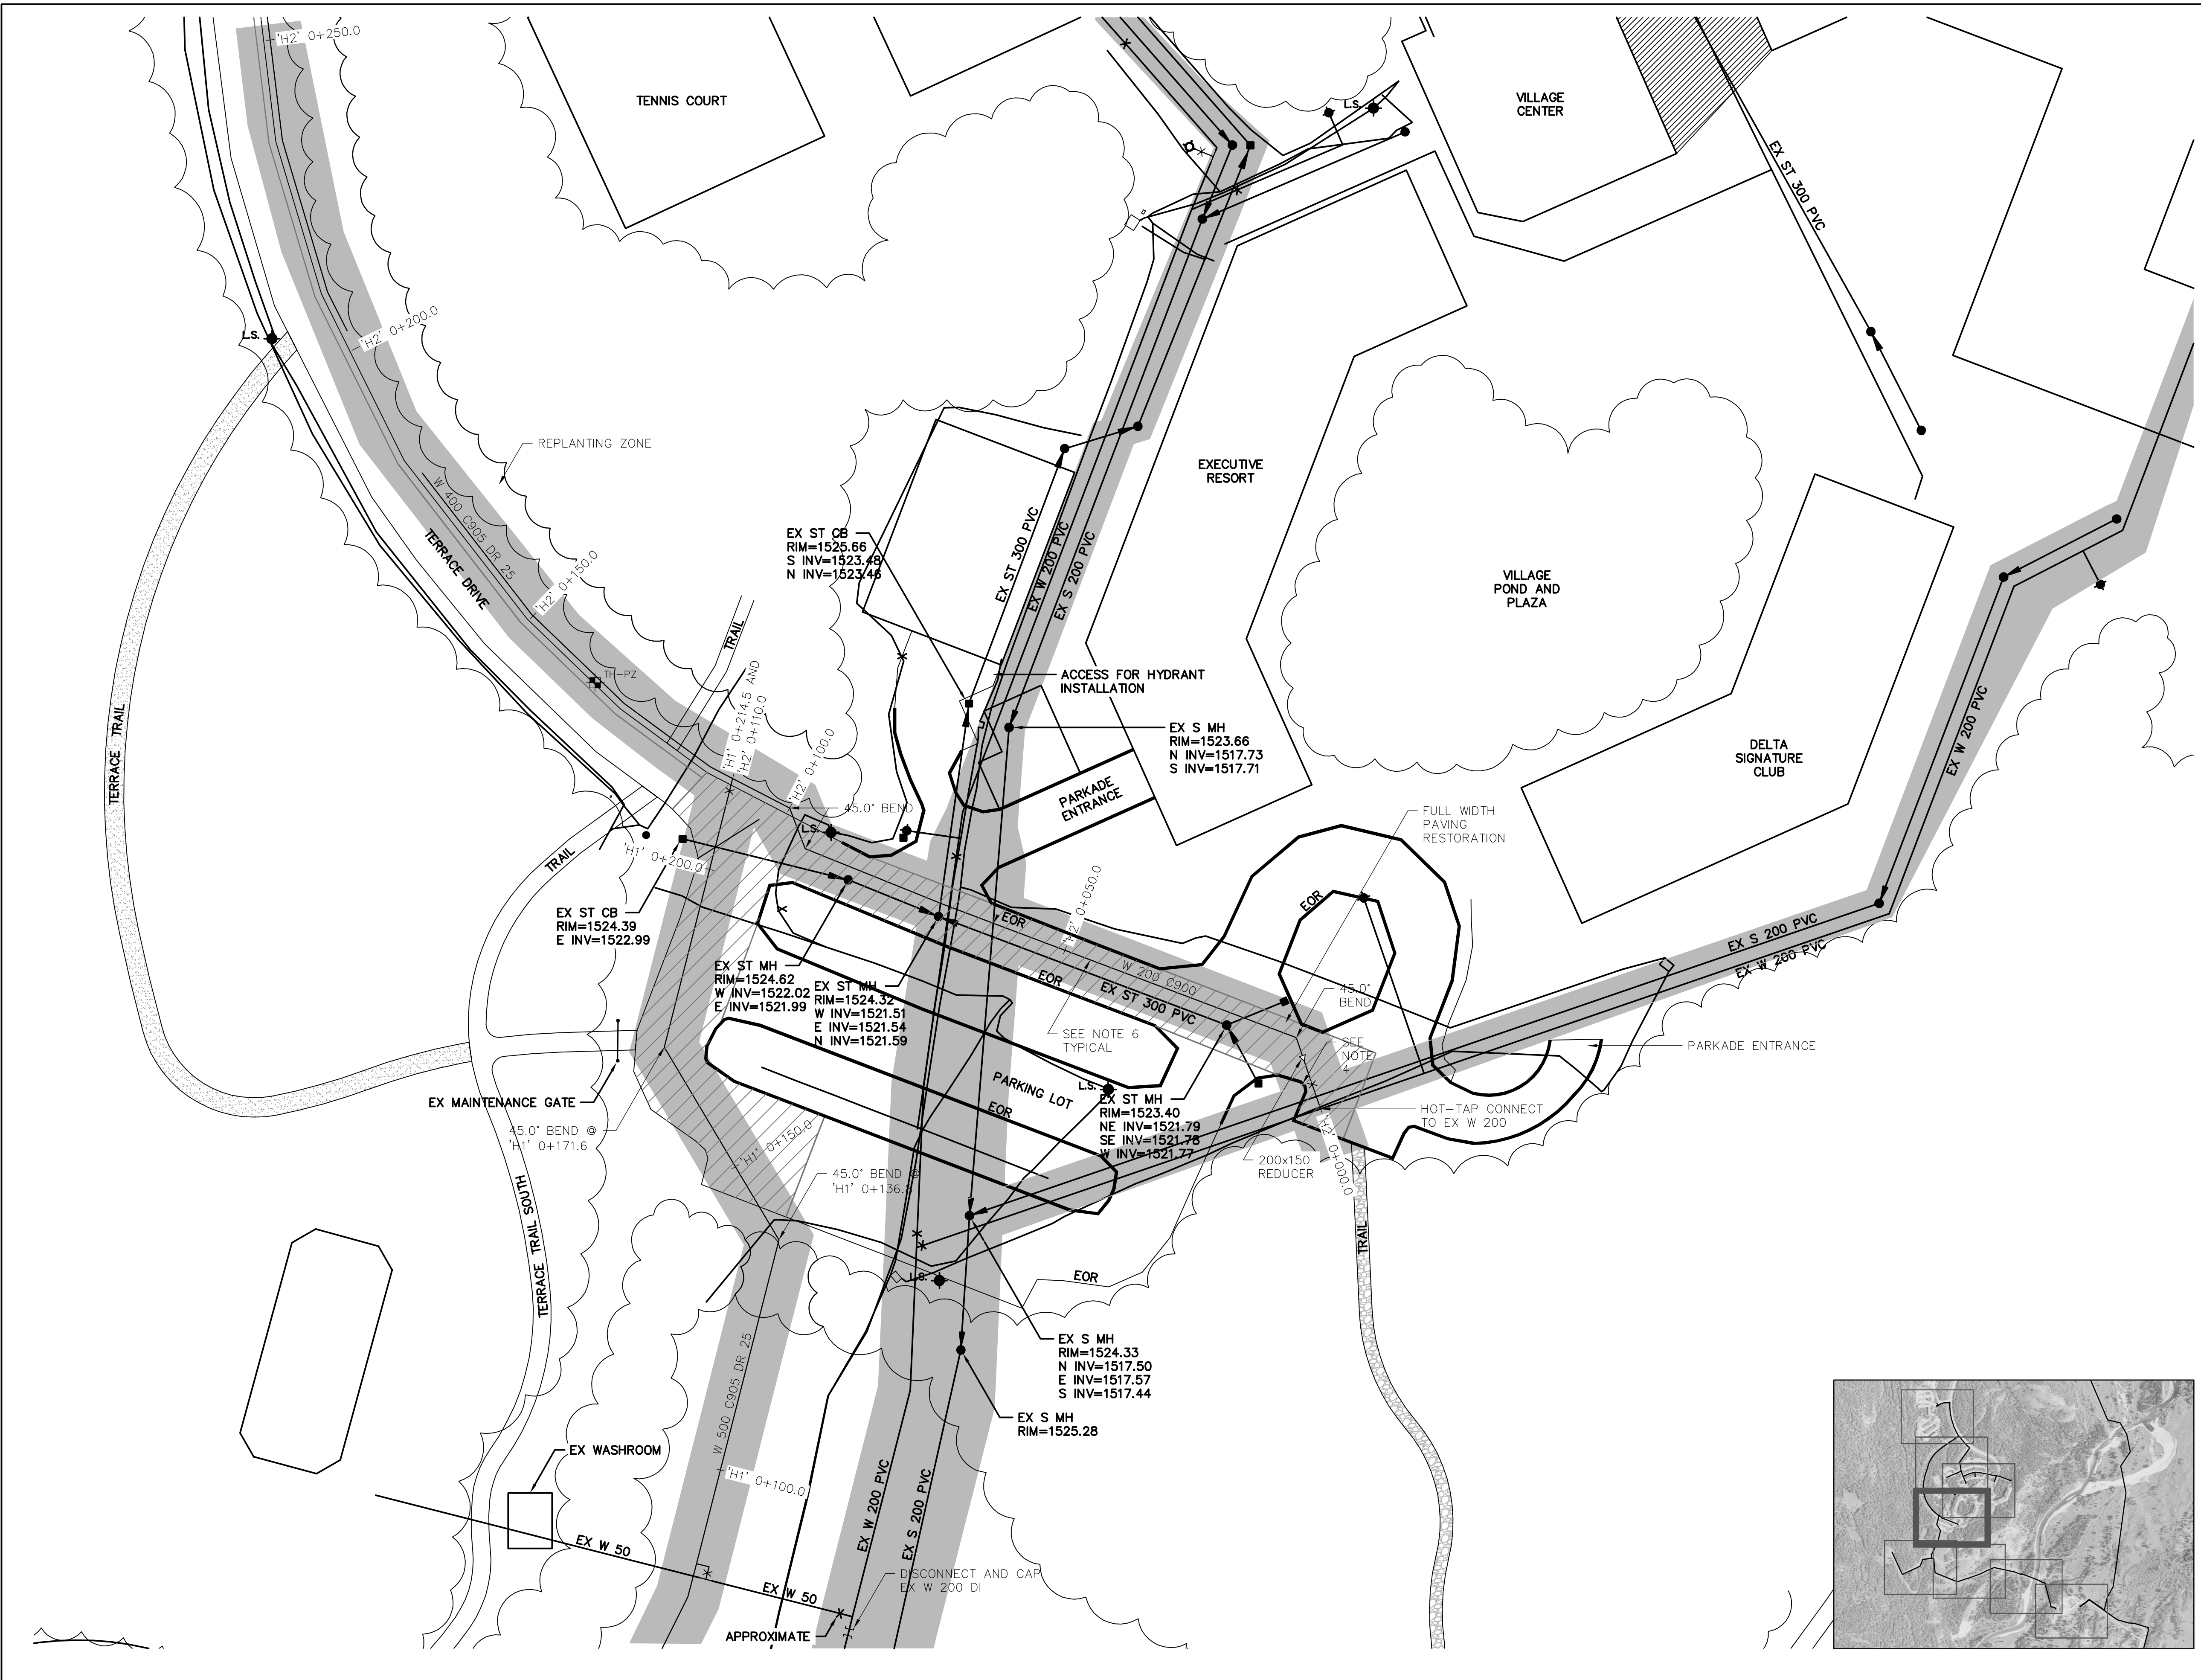 'H2' 0+250.0
TENNIS COURT
L.S.
VILLAGE
CENTER
EX ST 300 PVC
L.S.
'H2' 0+200.0
REPLANTING ZONE
EXECUTIVE
RESORT
W 400 C905 DR 25
TERRACE DRIVE
'H2' 0+150.0
EX ST CB
RIM=1525.66
S INV=1523.48
N INV=1523.46
EX ST 300 PVC
EX W 200 PVC
EX S 200 PVC
VILLAGE
POND AND
PLAZA
TRAIL
TH-PZ
'H1' 0+214.5 AND
'H2' 0+110.0
ACCESS FOR HYDRANT
INSTALLATION
EX S MH
RIM=1523.66
N INV=1517.73
S INV=1517.71
TERRACE TRAIL
EX W 200 PVC
DELTA
SIGNATURE
CLUB
'H2' 0+100.0
45.0° BEND
PARKADE
ENTRANCE
FULL WIDTH
PAVING
RESTORATION
L.S.
TRAIL
'H1' 0+200.0
EX ST CB
RIM=1524.39
E INV=1522.99
'H2' 0+050.0
EOR
EOR
EX S 200 PVC
EX W 200 PVC
EX ST MH
RIM=1524.62
W INV=1522.02
E INV=1521.99
EX ST MH
RIM=1524.32
W INV=1521.51
E INV=1521.54
N INV=1521.59
W 200 C900
EOR
EX ST 300 PVC
45.0°
BEND
SEE NOTE 6
TYPICAL
SEE
NOTE
4
PARKADE ENTRANCE
EX MAINTENANCE GATE
PARKING LOT
EOR
L.S.
EX ST MH
RIM=1523.40
NE INV=1521.79
SE INV=1521.78
W INV=1521.77
HOT-TAP CONNECT
TO EX W 200
45.0° BEND @
'H1' 0+171.6
'H1' 0+150.0
45.0° BEND @
'H1' 0+136.8
200x150
REDUCER
'H2' 0+000.0
TERRACE TRAIL SOUTH
TRAIL
L.S.
EOR
EX S MH
RIM=1524.33
N INV=1517.50
E INV=1517.57
S INV=1517.44
EX S MH
RIM=1525.28
W 500 C905 DR 25
EX WASHROOM
'H1' 0+100.0
EX W 200 PVC
EX S 200 PVC
EX W 50
EX W 50
DISCONNECT AND CAP
EX W 200 DI
APPROXIMATE